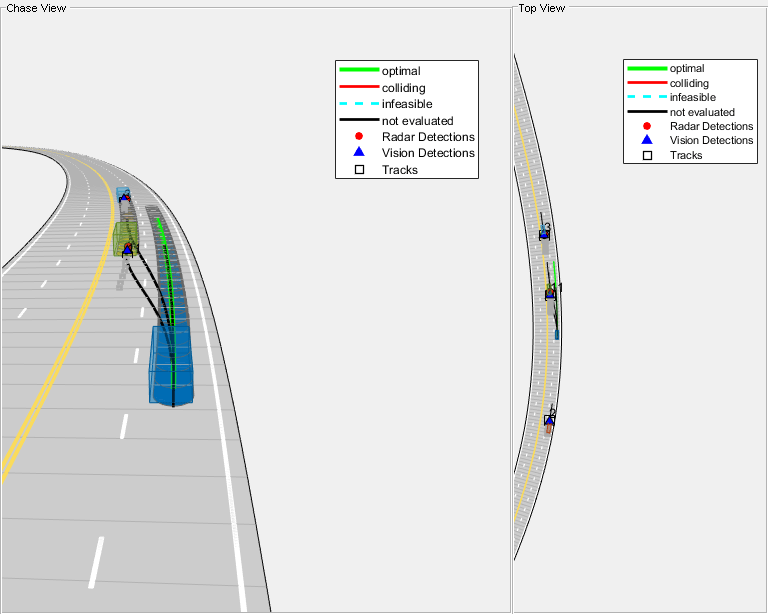 Chase View
optimal
colliding
infeasible
not evaluated
Radar Detections
Vision Detections
Tracks
Top View
optimal
colliding
infeasible
not evaluated
Radar Detections
Vision Detections
Tracks
3
1
2